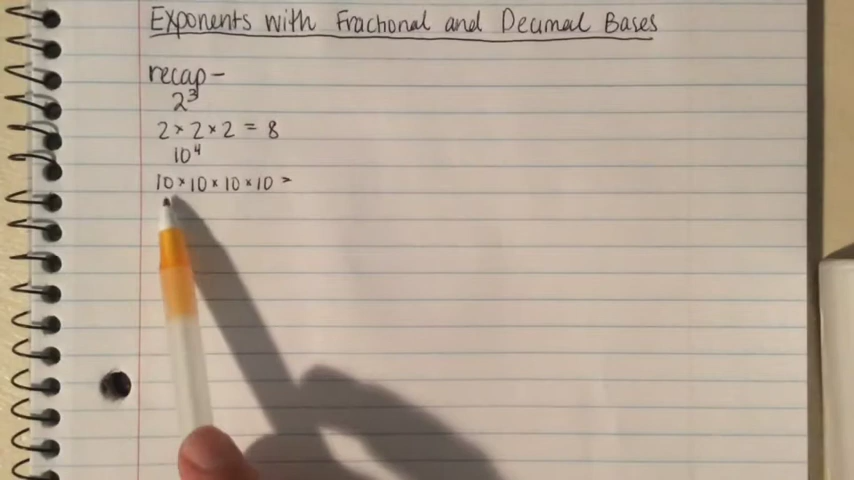 Exponents with Fractional and Decimal Bases
recap-
2³
2 × 2 × 2 = 8
10⁴
10 × 10 × 10 × 10 =